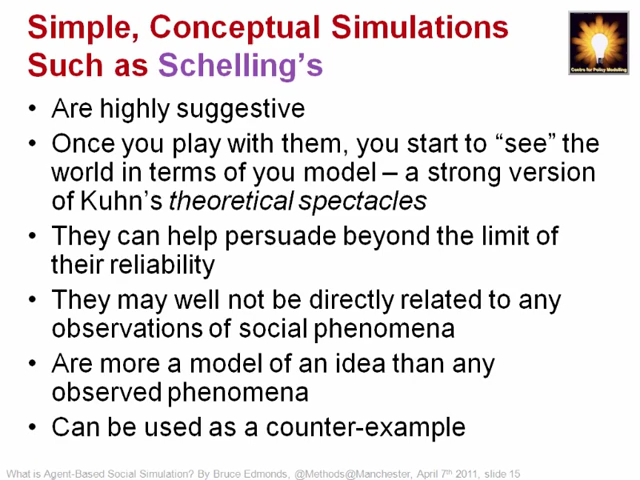 Simple, Conceptual Simulations
Such as Schelling's
• Are highly suggestive
• Once you play with them, you start to "see" the
world in terms of you model – a strong version
of Kuhn's theoretical spectacles
• They can help persuade beyond the limit of
their reliability
• They may well not be directly related to any
observations of social phenomena
• Are more a model of an idea than any
observed phenomena
• Can be used as a counter-example
Centre for Policy Modelling
What is Agent-Based Social Simulation? By Bruce Edmonds, @Methods@Manchester, April 7th 2011, slide 15